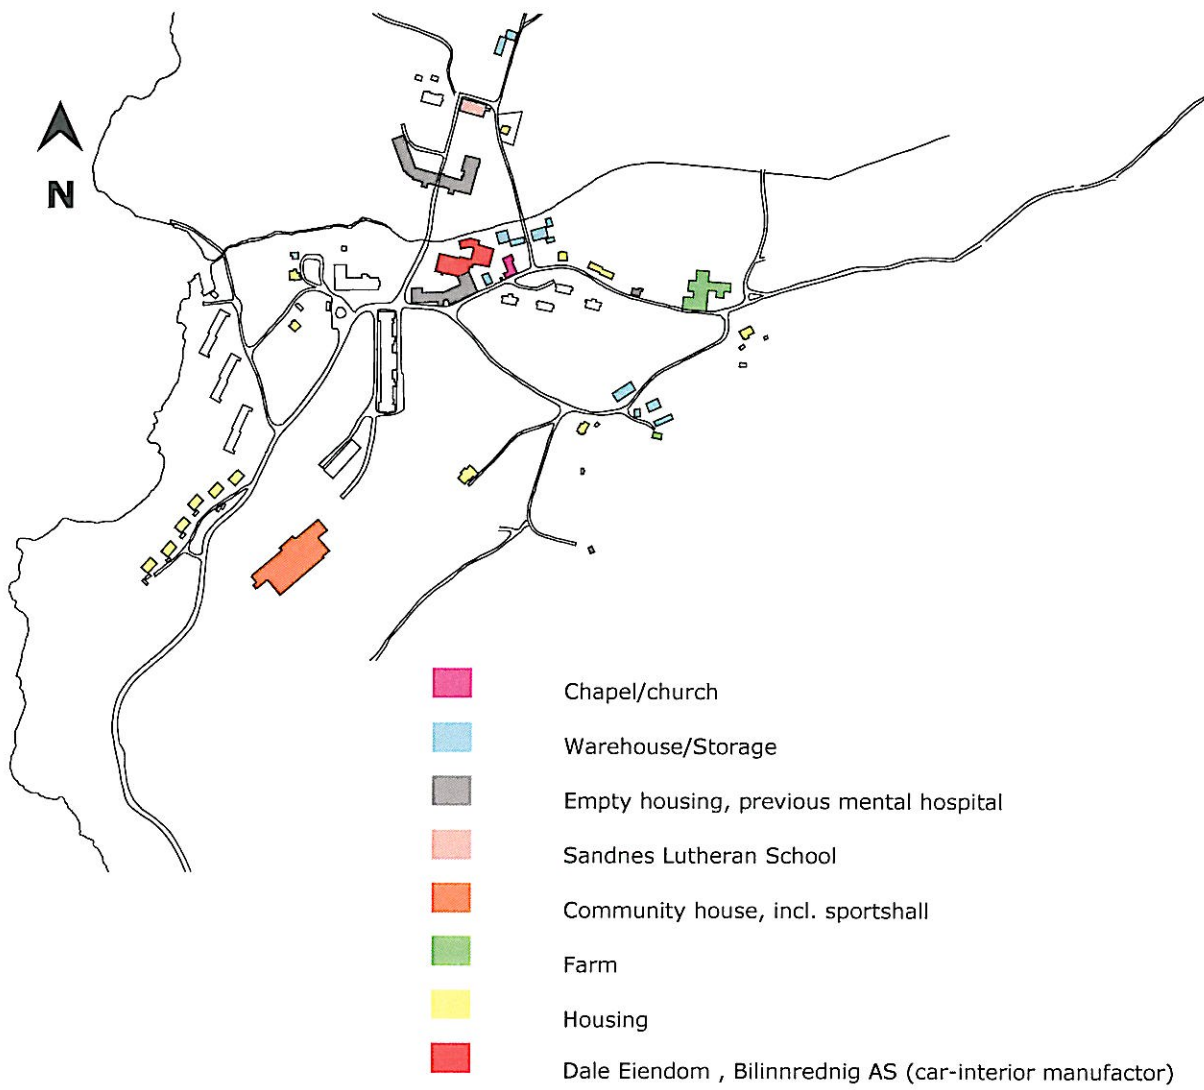 N
Chapel/church
Warehouse/Storage
Empty housing, previous mental hospital
Sandnes Lutheran School
Community house, incl. sportshall
Farm
Housing
Dale Eiendom , Bilinnrednig AS (car-interior manufactor)